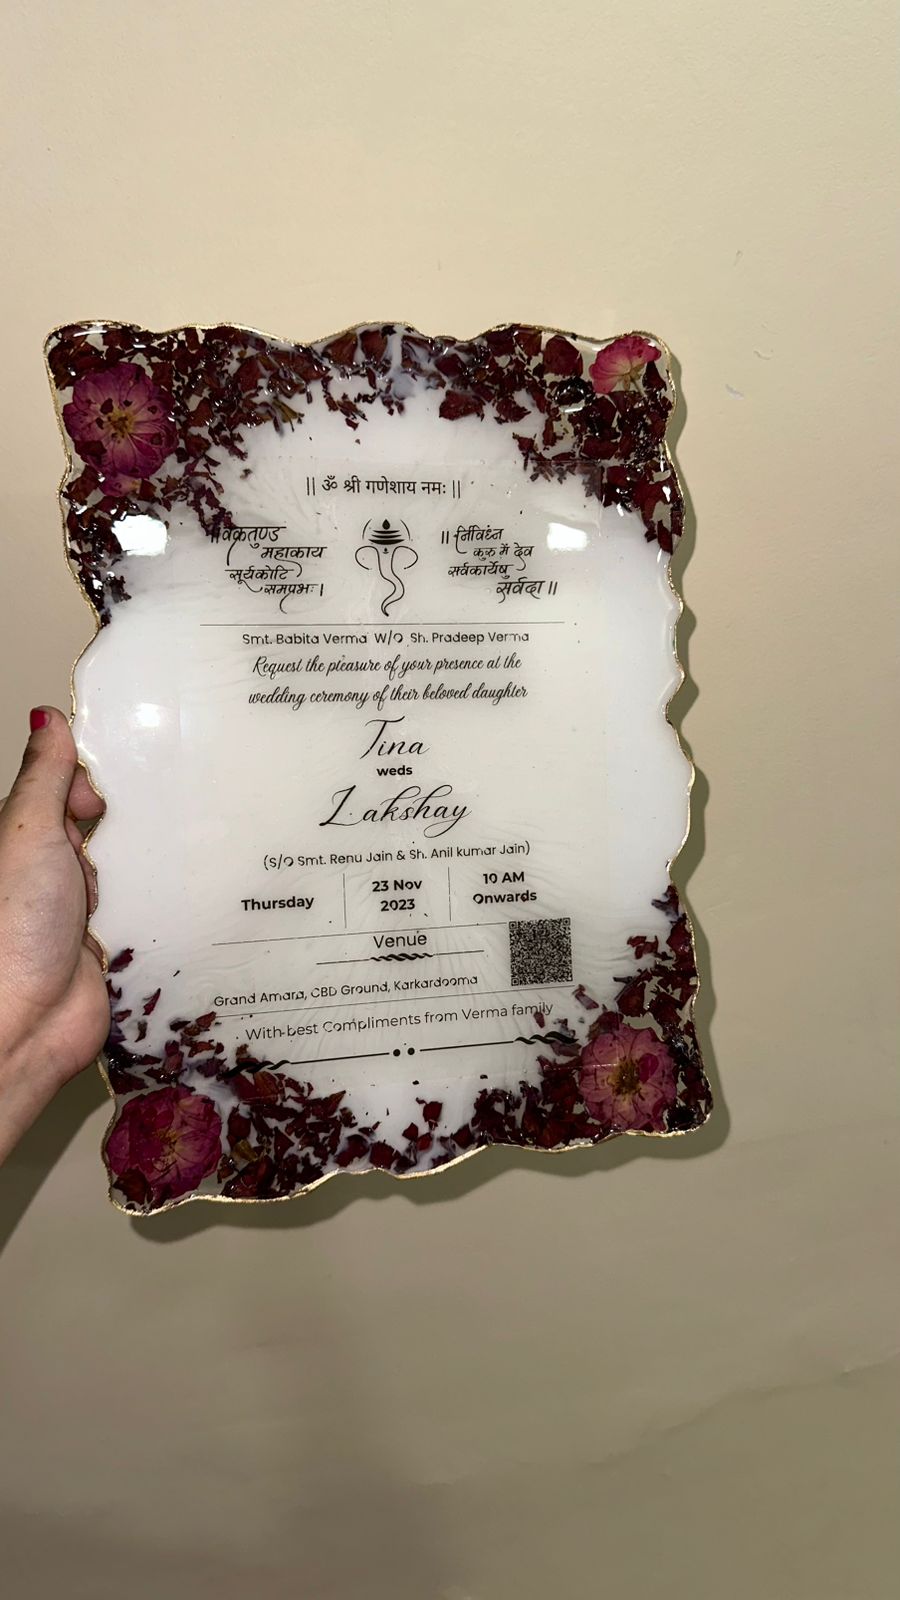 || ॐ श्री गणेशाय नमः ||
॥ वक्रतुण्ड
महाकाय
सूर्यकोटि
समप्रभः ।
॥ निर्विघ्नं
कुरु में देव
सर्वकार्येषु
सर्वदा ॥
Smt. Babita Verma W/O Sh. Pradeep Verma
Request the pleasure of your presence at the
wedding ceremony of their beloved daughter
Tina
weds
Lakshay
(S/O Smt. Renu Jain & Sh. Anil kumar Jain)
Thursday
23 Nov
2023
10 AM
Onwards
Venue
Grand Amara, CBD Ground, Karkardooma
With best Compliments from Verma family